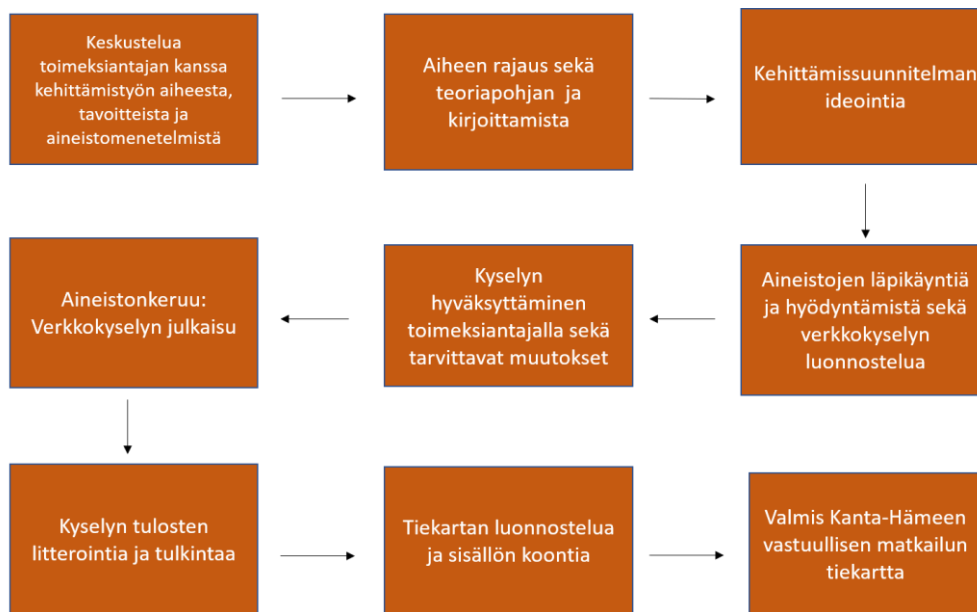 Keskustelua
toimeksiantajan kanssa
kehittämistyön aiheesta,
tavoitteista ja
aineistomenetelmistä
Aiheen rajaus sekä
teoriapohjan  ja
kirjoittamista
Kehittämissuunnitelman
ideointia
Aineistojen läpikäyntiä
ja hyödyntämistä sekä
verkkokyselyn
luonnostelua
Kyselyn
hyväksyttäminen
toimeksiantajalla sekä
tarvittavat muutokset
Aineistonkeruu:
Verkkokyselyn julkaisu
Kyselyn tulosten
litterointia ja tulkintaa
Tiekartan luonnostelua
ja sisällön koontia
Valmis Kanta-Hämeen
vastuullisen matkailun
tiekartta